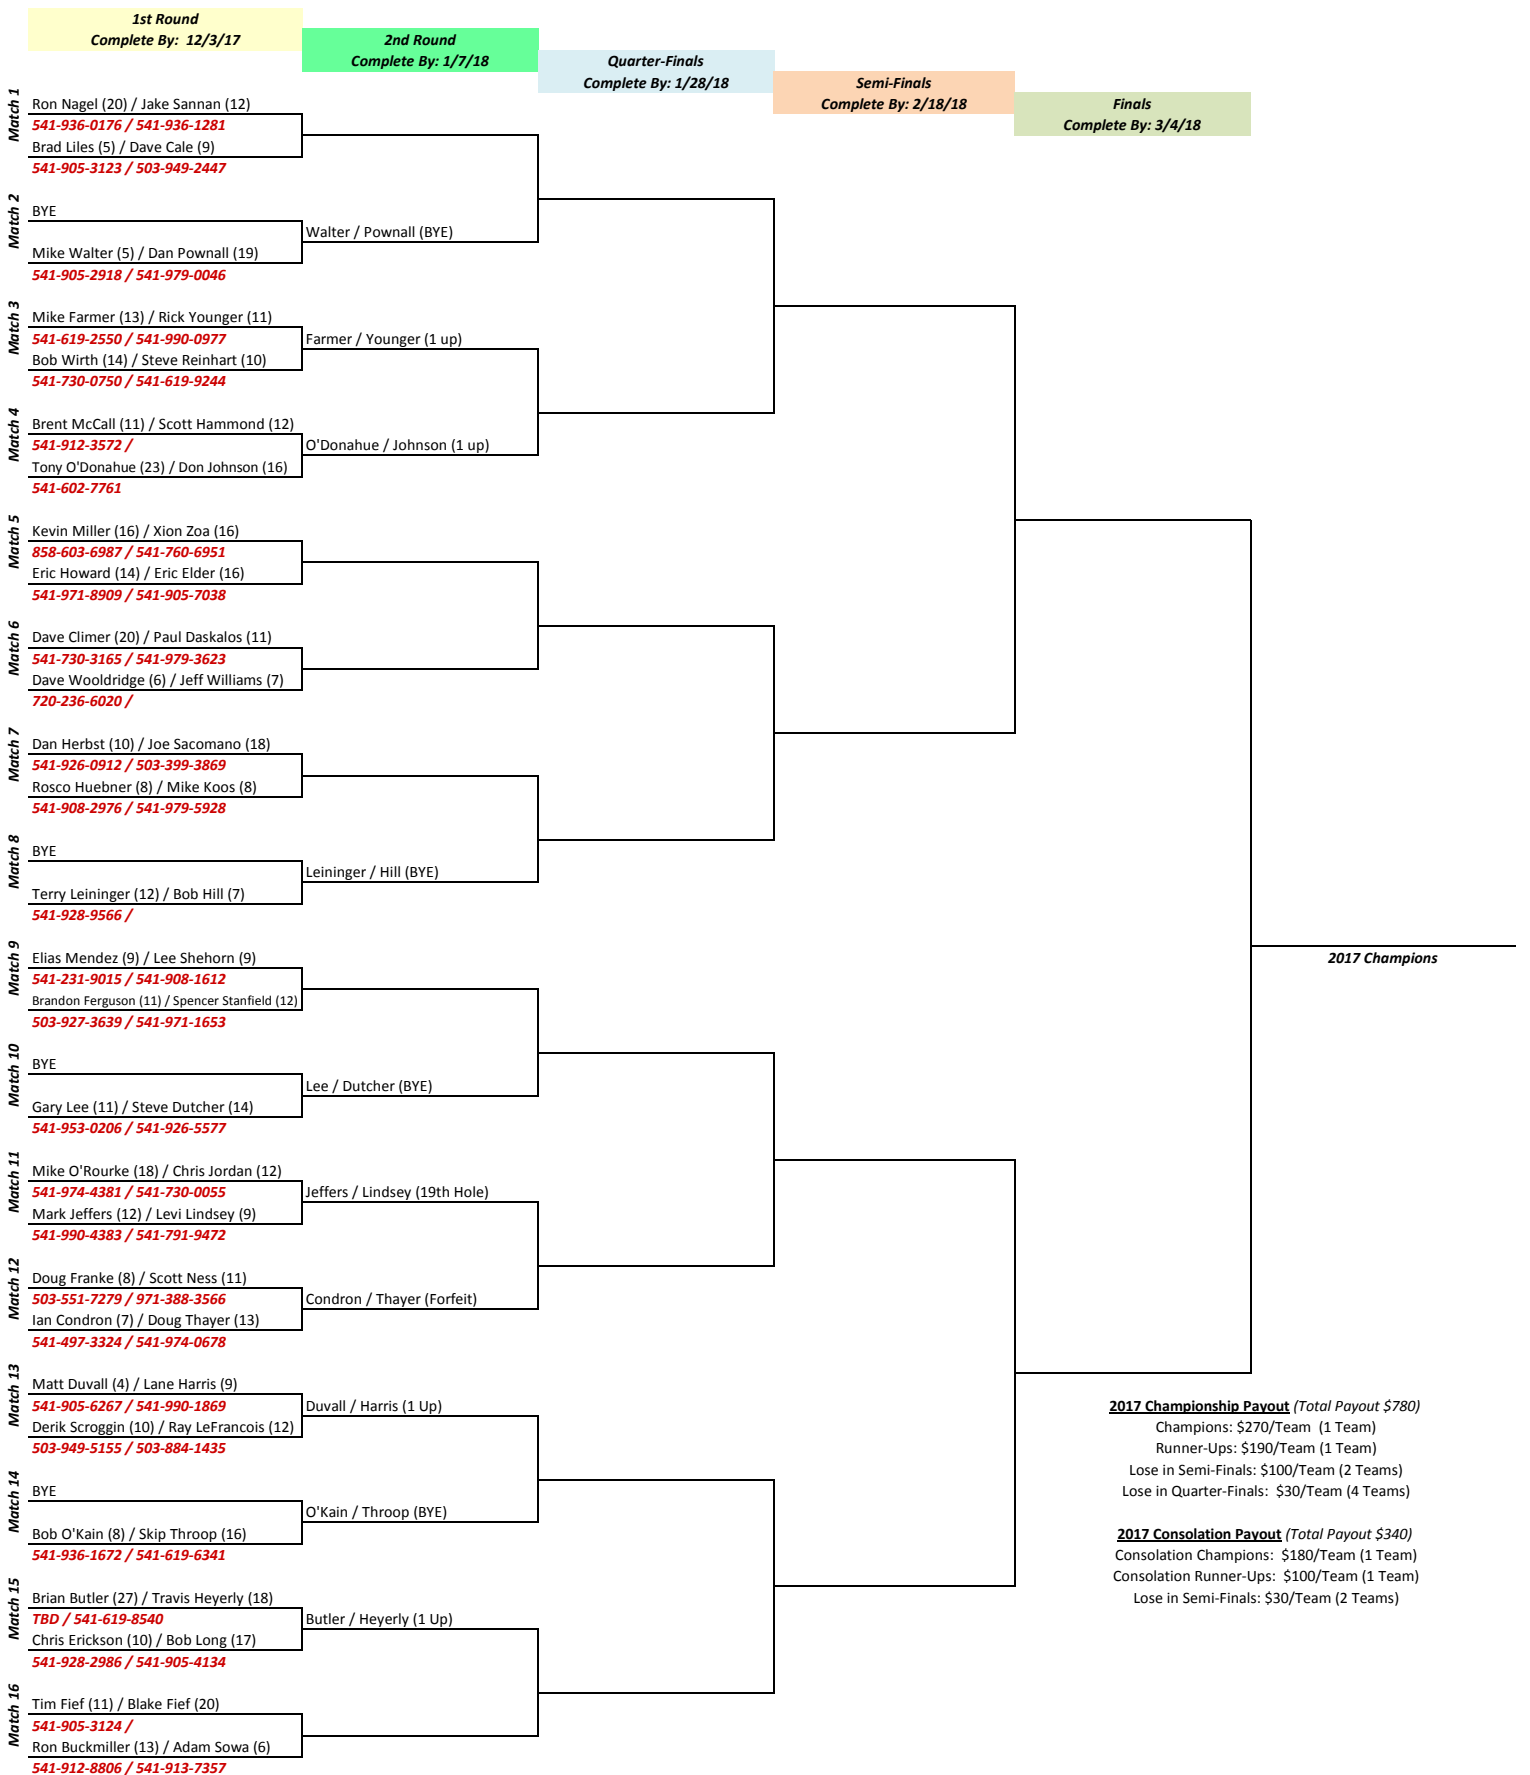 1st Round
Complete By:  12/3/17
2nd Round
Complete By: 1/7/18
Quarter-Finals
Complete By: 1/28/18
Semi-Finals
Complete By: 2/18/18
Finals
Complete By: 3/4/18
Match 1
Ron Nagel (20) / Jake Sannan (12)
541-936-0176 / 541-936-1281
Brad Liles (5) / Dave Cale (9)
541-905-3123 / 503-949-2447
Match 2
BYE
Walter / Pownall (BYE)
Mike Walter (5) / Dan Pownall (19)
541-905-2918 / 541-979-0046
Match 3
Mike Farmer (13) / Rick Younger (11)
541-619-2550 / 541-990-0977
Farmer / Younger (1 up)
Bob Wirth (14) / Steve Reinhart (10)
541-730-0750 / 541-619-9244
Match 4
Brent McCall (11) / Scott Hammond (12)
541-912-3572 /
O'Donahue / Johnson (1 up)
Tony O'Donahue (23) / Don Johnson (16)
541-602-7761
Match 5
Kevin Miller (16) / Xion Zoa (16)
858-603-6987 / 541-760-6951
Eric Howard (14) / Eric Elder (16)
541-971-8909 / 541-905-7038
Match 6
Dave Climer (20) / Paul Daskalos (11)
541-730-3165 / 541-979-3623
Dave Wooldridge (6) / Jeff Williams (7)
720-236-6020 /
Match 7
Dan Herbst (10) / Joe Sacomano (18)
541-926-0912 / 503-399-3869
Rosco Huebner (8) / Mike Koos (8)
541-908-2976 / 541-979-5928
Match 8
BYE
Leininger / Hill (BYE)
Terry Leininger (12) / Bob Hill (7)
541-928-9566 /
Match 9
Elias Mendez (9) / Lee Shehorn (9)
541-231-9015 / 541-908-1612
Brandon Ferguson (11) / Spencer Stanfield (12)
503-927-3639 / 541-971-1653
2017 Champions
Match 10
BYE
Lee / Dutcher (BYE)
Gary Lee (11) / Steve Dutcher (14)
541-953-0206 / 541-926-5577
Match 11
Mike O'Rourke (18) / Chris Jordan (12)
541-974-4381 / 541-730-0055
Jeffers / Lindsey (19th Hole)
Mark Jeffers (12) / Levi Lindsey (9)
541-990-4383 / 541-791-9472
Match 12
Doug Franke (8) / Scott Ness (11)
503-551-7279 / 971-388-3566
Condron / Thayer (Forfeit)
Ian Condron (7) / Doug Thayer (13)
541-497-3324 / 541-974-0678
Match 13
Matt Duvall (4) / Lane Harris (9)
541-905-6267 / 541-990-1869
Duvall / Harris (1 Up)
Derik Scroggin (10) / Ray LeFrancois (12)
503-949-5155 / 503-884-1435
Match 14
BYE
O'Kain / Throop (BYE)
Bob O'Kain (8) / Skip Throop (16)
541-936-1672 / 541-619-6341
Match 15
Brian Butler (27) / Travis Heyerly (18)
TBD / 541-619-8540
Butler / Heyerly (1 Up)
Chris Erickson (10) / Bob Long (17)
541-928-2986 / 541-905-4134
Match 16
Tim Fief (11) / Blake Fief (20)
541-905-3124 /
Ron Buckmiller (13) / Adam Sowa (6)
541-912-8806 / 541-913-7357
2017 Championship Payout (Total Payout $780)
Champions: $270/Team  (1 Team)
Runner-Ups: $190/Team (1 Team)
Lose in Semi-Finals: $100/Team (2 Teams)
Lose in Quarter-Finals:  $30/Team (4 Teams)
2017 Consolation Payout (Total Payout $340)
Consolation Champions:  $180/Team (1 Team)
Consolation Runner-Ups:  $100/Team (1 Team)
Lose in Semi-Finals: $30/Team (2 Teams)